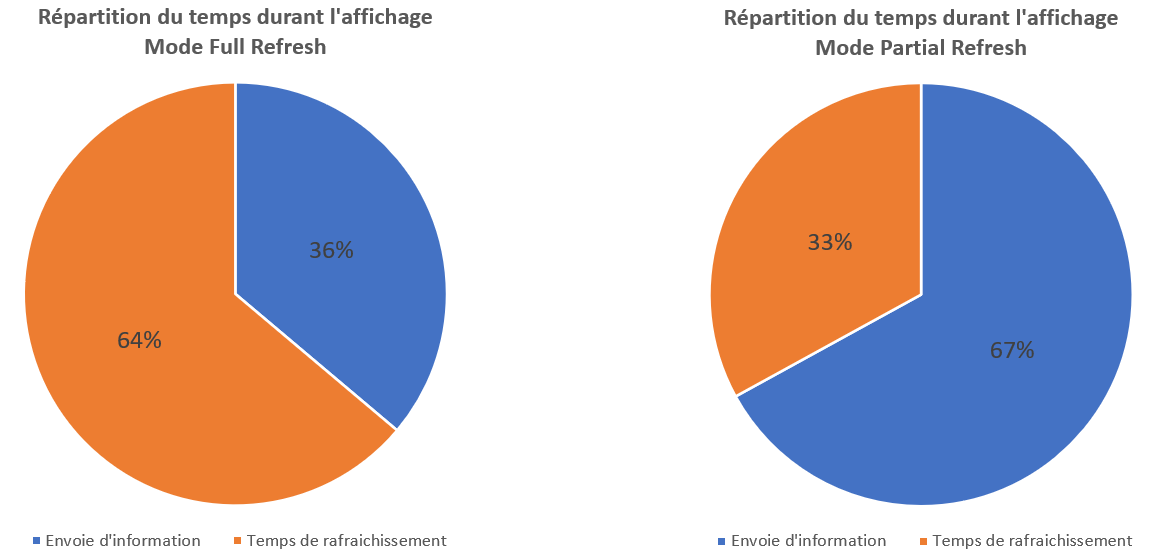 Répartition du temps durant l'affichage
Mode Full Refresh
36%
64%
Envoie d'information
Temps de rafraichissement
Répartition du temps durant l'affichage
Mode Partial Refresh
33%
67%
Envoie d'information
Temps de rafraichissement